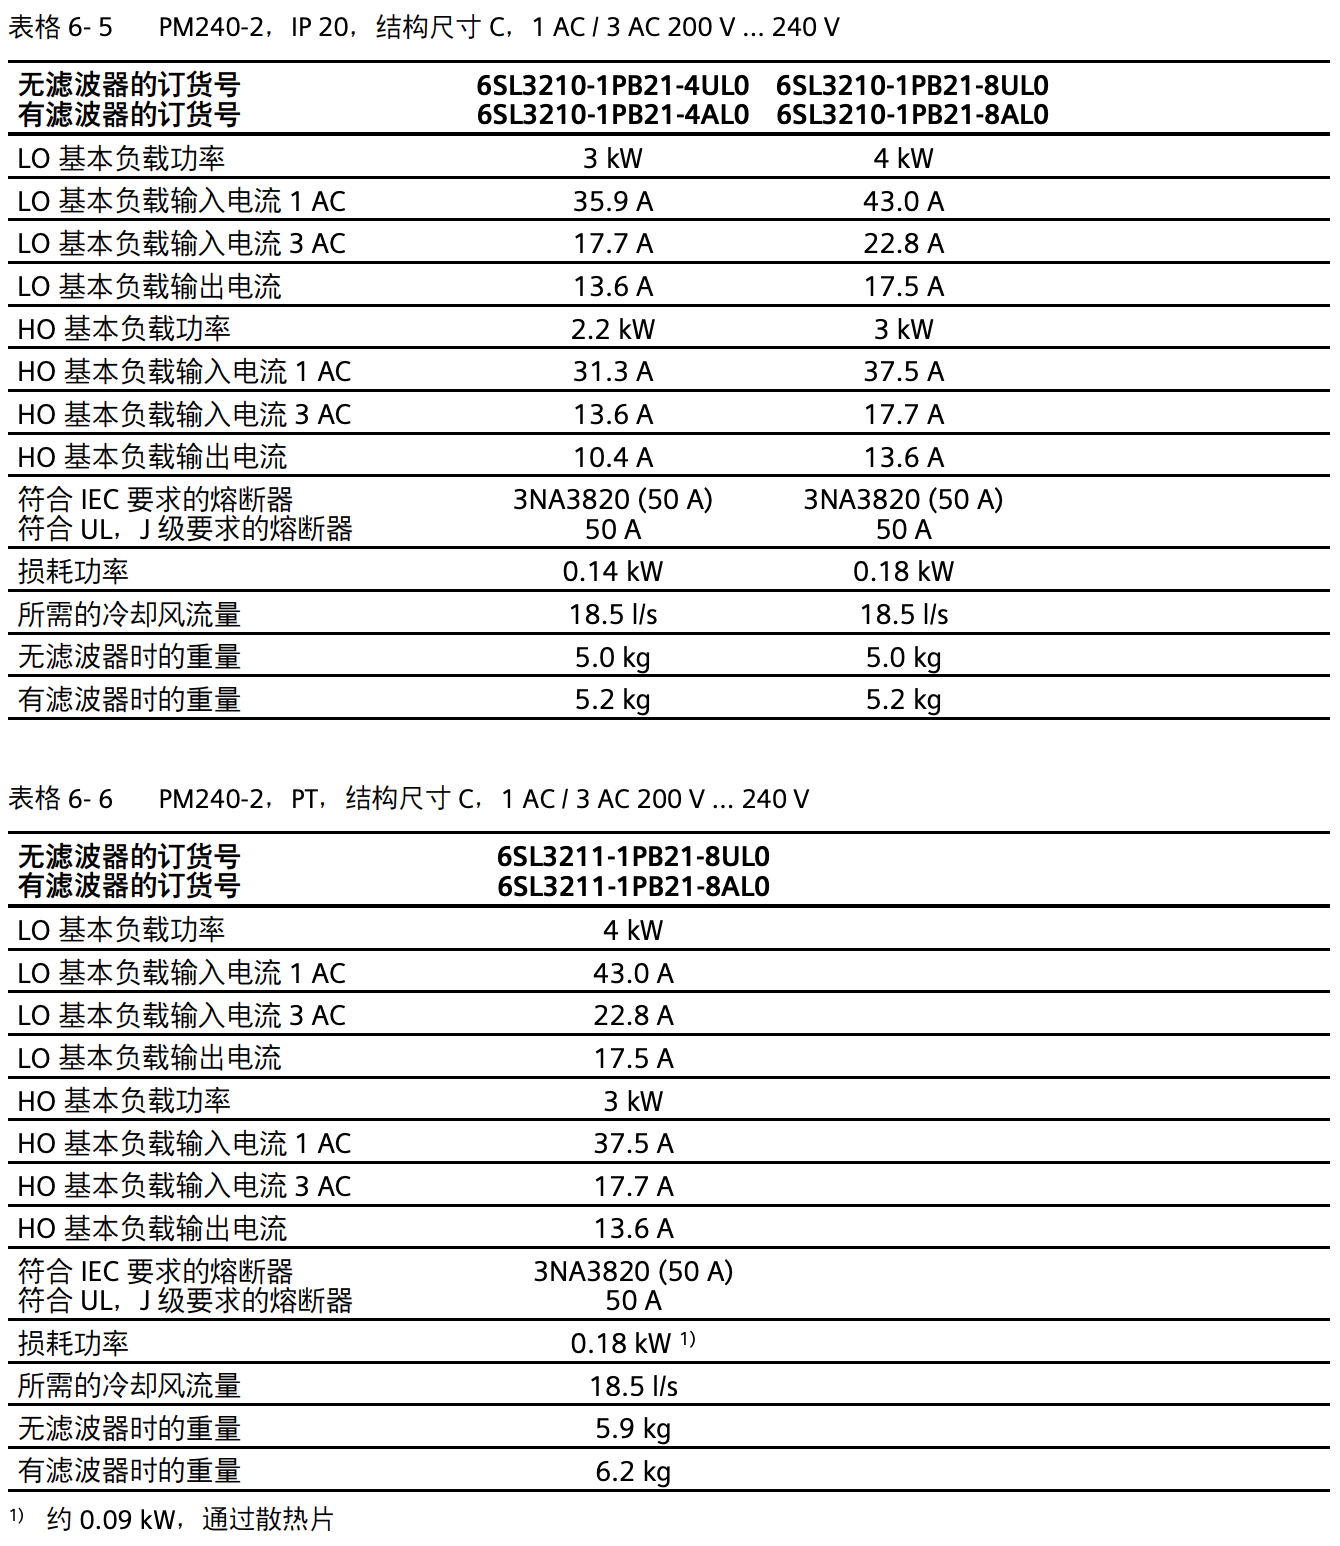 表格 6- 5 PM240-2，IP 20，结构尺寸 C，1 AC / 3 AC 200 V … 240 V
无滤波器的订货号 6SL3210-1PB21-4UL0 6SL3210-1PB21-8UL0
有滤波器的订货号 6SL3210-1PB21-4AL0 6SL3210-1PB21-8AL0
LO 基本负载功率 3 kW 4 kW
LO 基本负载输入电流 1 AC 35.9 A 43.0 A
LO 基本负载输入电流 3 AC 17.7 A 22.8 A
LO 基本负载输出电流 13.6 A 17.5 A
HO 基本负载功率 2.2 kW 3 kW
HO 基本负载输入电流 1 AC 31.3 A 37.5 A
HO 基本负载输入电流 3 AC 13.6 A 17.7 A
HO 基本负载输出电流 10.4 A 13.6 A
符合 IEC 要求的熔断器 3NA3820 (50 A) 3NA3820 (50 A)
符合 UL，J 级要求的熔断器 50 A 50 A
损耗功率 0.14 kW 0.18 kW
所需的冷却风流量 18.5 l/s 18.5 l/s
无滤波器时的重量 5.0 kg 5.0 kg
有滤波器时的重量 5.2 kg 5.2 kg
表格 6- 6 PM240-2，PT，结构尺寸 C，1 AC / 3 AC 200 V … 240 V
无滤波器的订货号 6SL3211-1PB21-8UL0
有滤波器的订货号 6SL3211-1PB21-8AL0
LO 基本负载功率 4 kW
LO 基本负载输入电流 1 AC 43.0 A
LO 基本负载输入电流 3 AC 22.8 A
LO 基本负载输出电流 17.5 A
HO 基本负载功率 3 kW
HO 基本负载输入电流 1 AC 37.5 A
HO 基本负载输入电流 3 AC 17.7 A
HO 基本负载输出电流 13.6 A
符合 IEC 要求的熔断器 3NA3820 (50 A)
符合 UL，J 级要求的熔断器 50 A
损耗功率 0.18 kW 1)
所需的冷却风流量 18.5 l/s
无滤波器时的重量 5.9 kg
有滤波器时的重量 6.2 kg
1) 约 0.09 kW，通过散热片